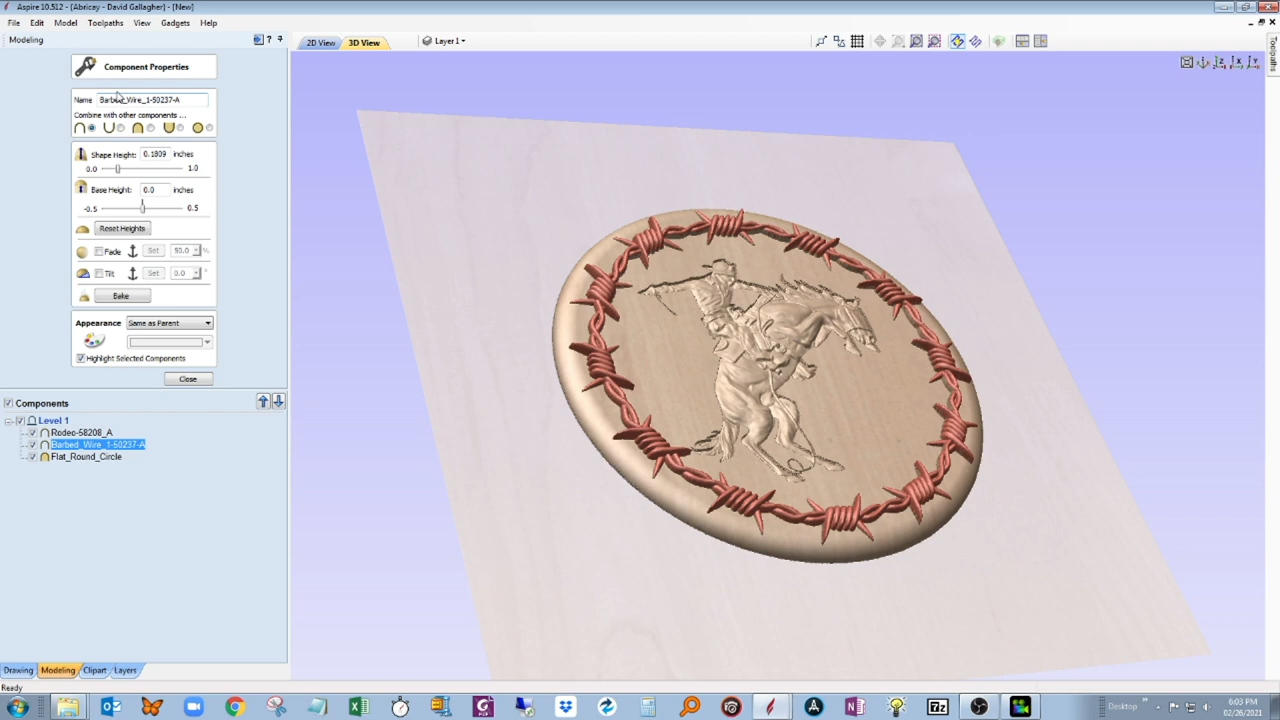 Aspire 10.512 - (Abricay - David Gallagher) - [New]
File Edit Model Toolpaths View Gadgets Help
Modeling
2D View 3D View Layer 1
Toolpaths
Component Properties
Name Barbed_Wire_1-50237-A
Combine with other components ...
Shape Height: 0.1809 inches
0.0 1.0
Base Height: 0.0 inches
-0.5 0.5
Reset Heights
Fade Set 50.0 %
Tilt Set 0.0 °
Bake
Appearance Same as Parent
Highlight Selected Components
Close
Components
Level 1
Rodeo-58208_A
Barbed_Wire_1-50237-A
Flat_Round_Circle
Drawing Modeling Clipart Layers
Ready
Desktop
6:03 PM
02/26/2021